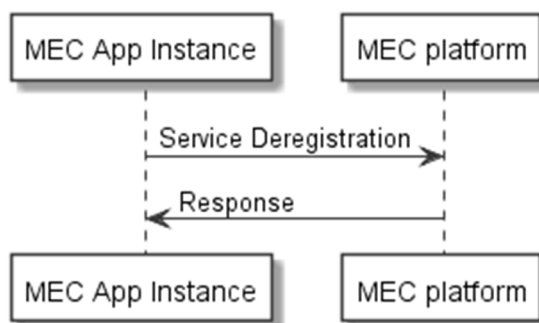 MEC App Instance
MEC platform
Service Deregistration
Response
MEC App Instance
MEC platform